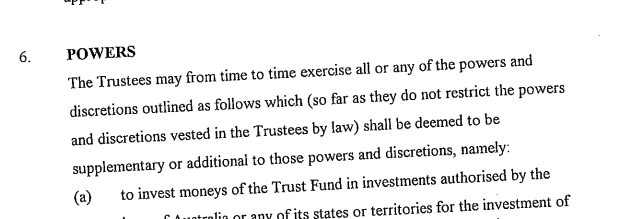 6. POWERS
The Trustees may from time to time exercise all or any of the powers and
discretions outlined as follows which (so far as they do not restrict the powers
and discretions vested in the Trustees by law) shall be deemed to be
supplementary or additional to those powers and discretions, namely:
(a) to invest moneys of the Trust Fund in investments authorised by the
of Australia or any of its states or territories for the investment of